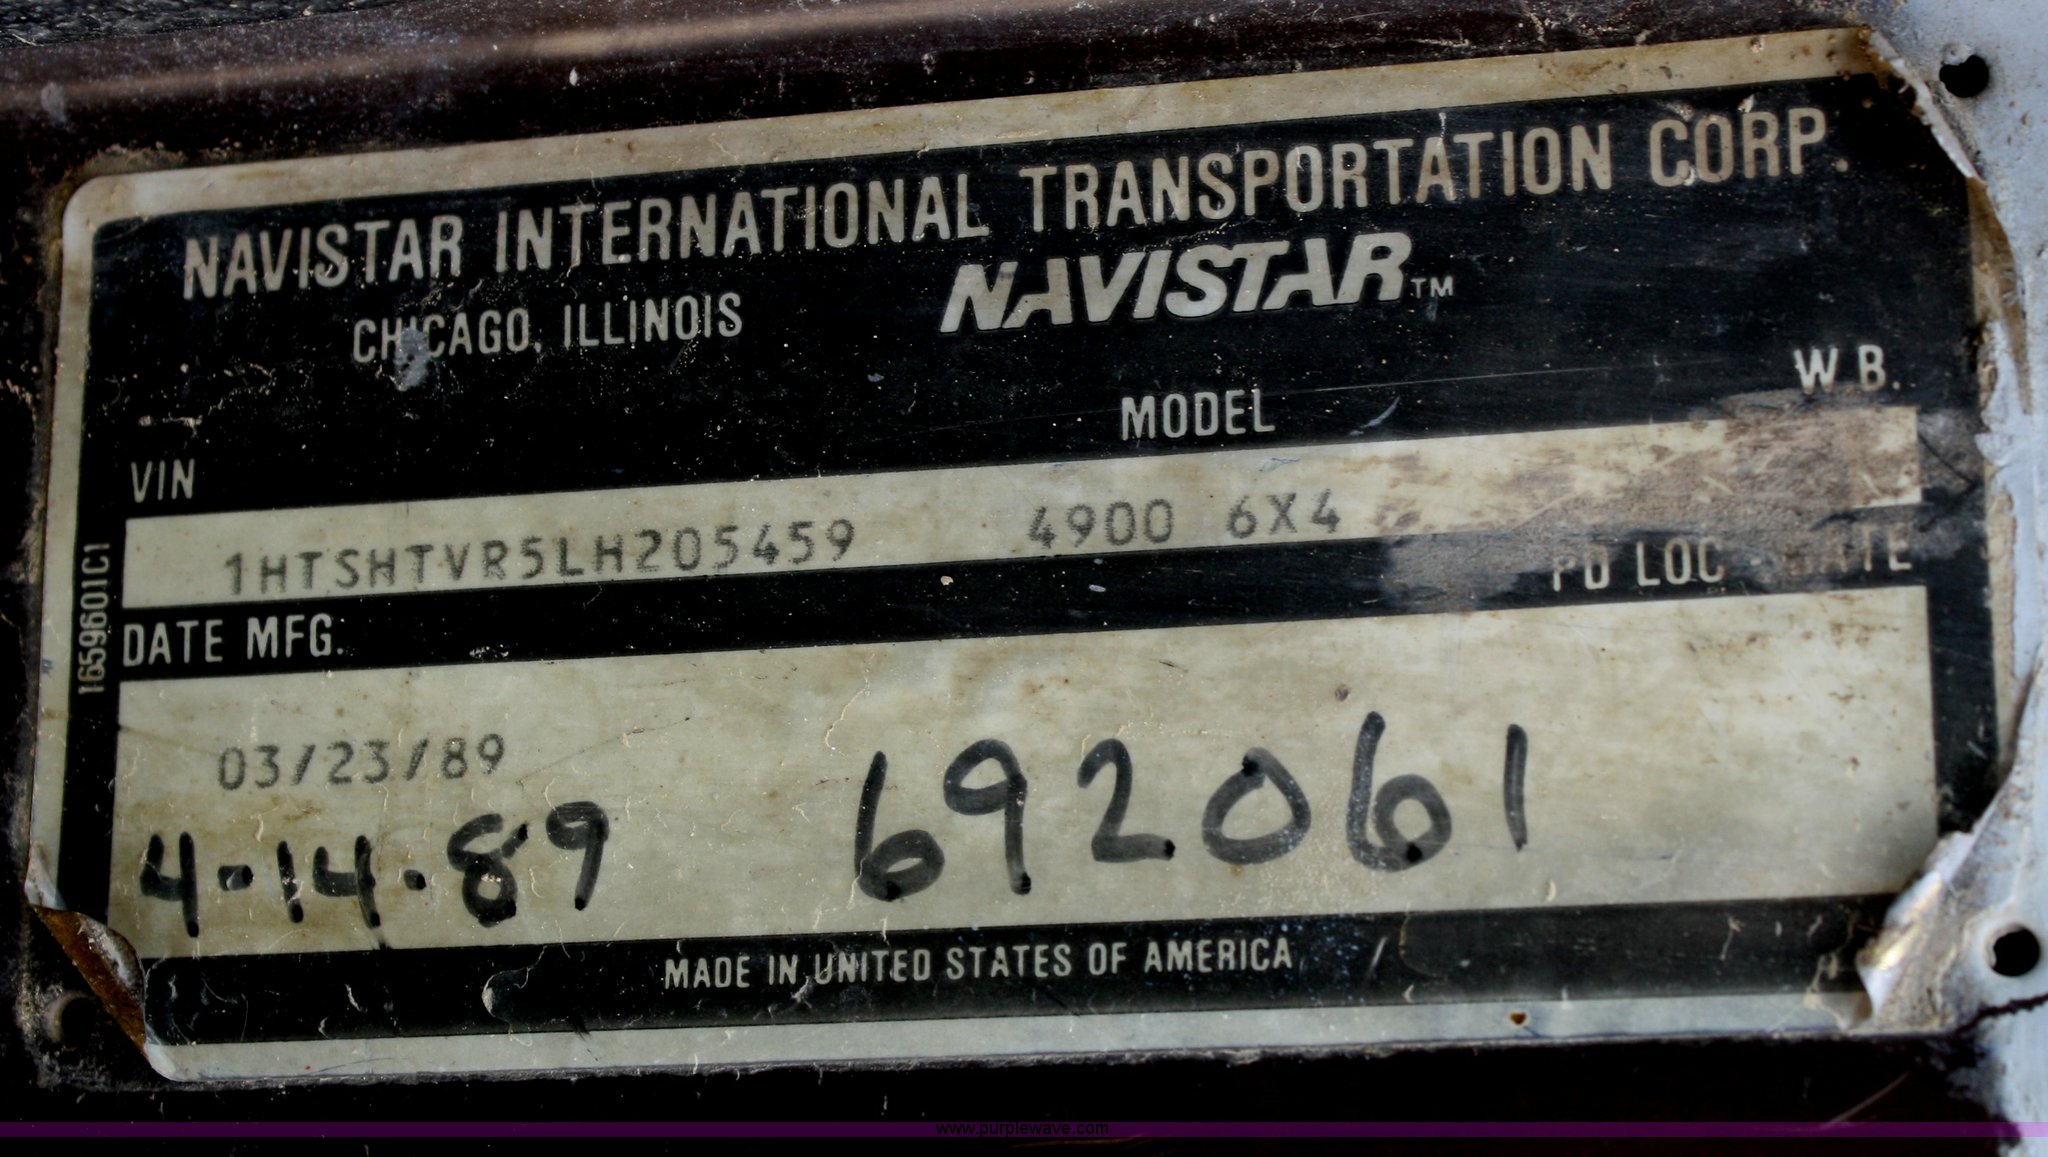 NAVISTAR INTERNATIONAL TRANSPORTATION CORP.
CHICAGO, ILLINOIS
NAVISTAR™
VIN
MODEL
W.B.
1HTSHTVR5LH205459
4900 6X4
PD LOC
DATE MFG.
1659601C1
03/23/89
4-14-89
692061
MADE IN UNITED STATES OF AMERICA
www.purplewave.com